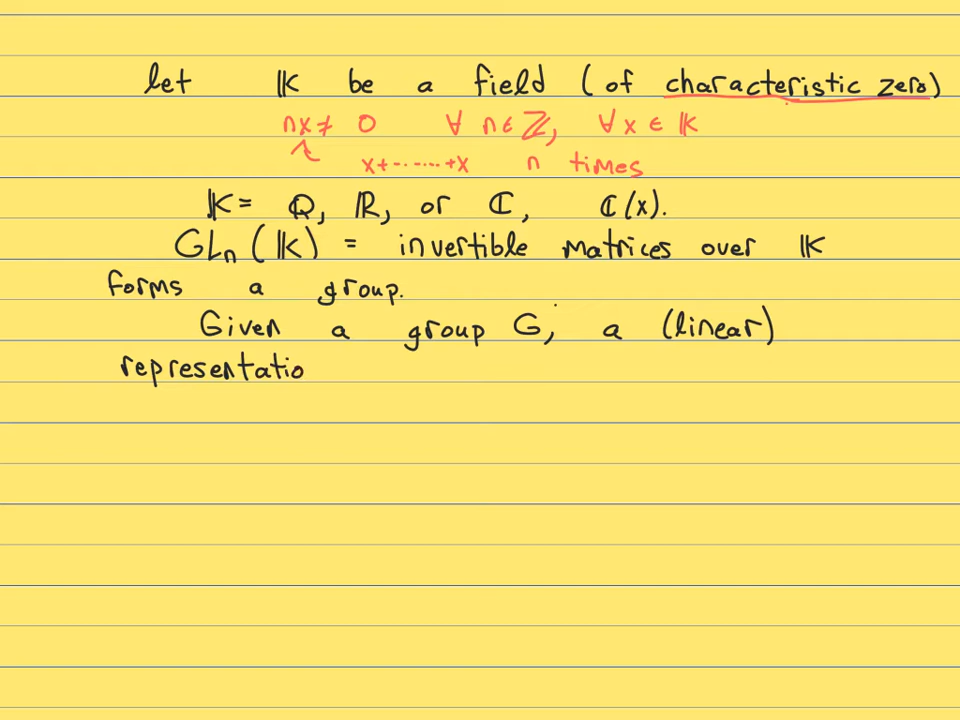 let 𝕂 be a field (of characteristic zero)
nx ≠ 0 ∀ n ∈ ℤ, ∀ x ∈ 𝕂
x+-----+x n times
𝕂 = ℚ, ℝ, or ℂ, ℂ(x).
GLₙ(𝕂) = invertible matrices over 𝕂
forms a group.
Given a group G, a (linear)
representatio